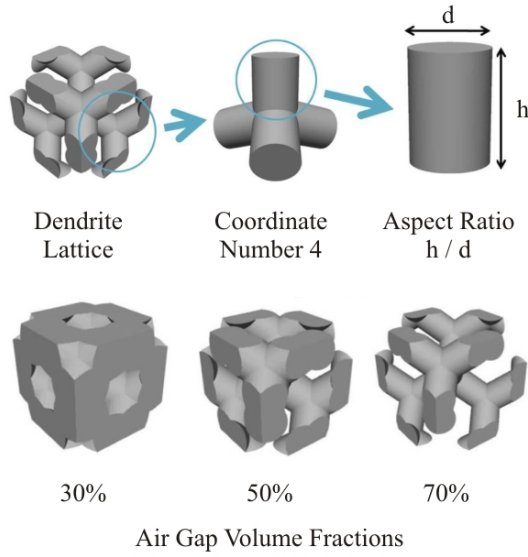 d
h
Dendrite
Lattice
Coordinate
Number 4
Aspect Ratio
h / d
30%
50%
70%
Air Gap Volume Fractions